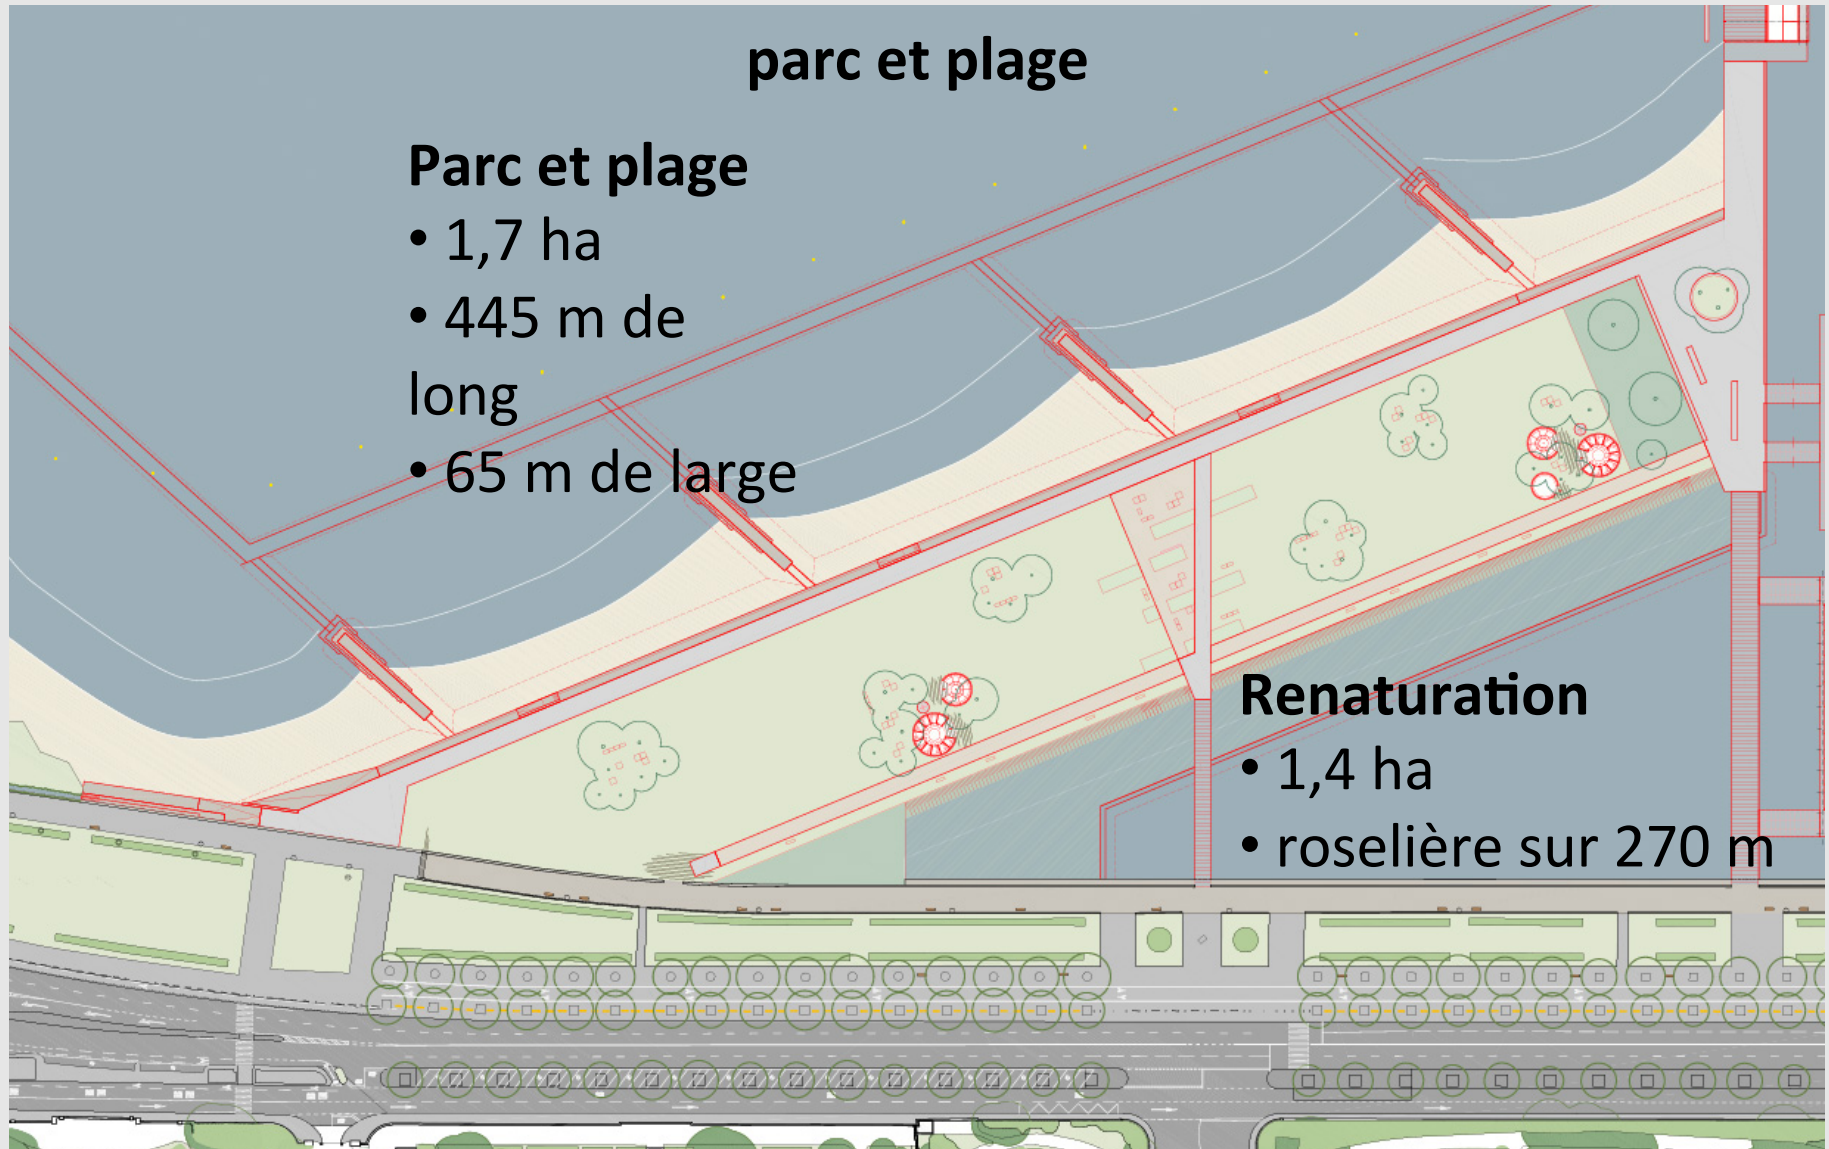 parc et plage
Parc et plage
• 1,7 ha
• 445 m de
long
• 65 m de large
Renaturation
• 1,4 ha
• roselière sur 270 m